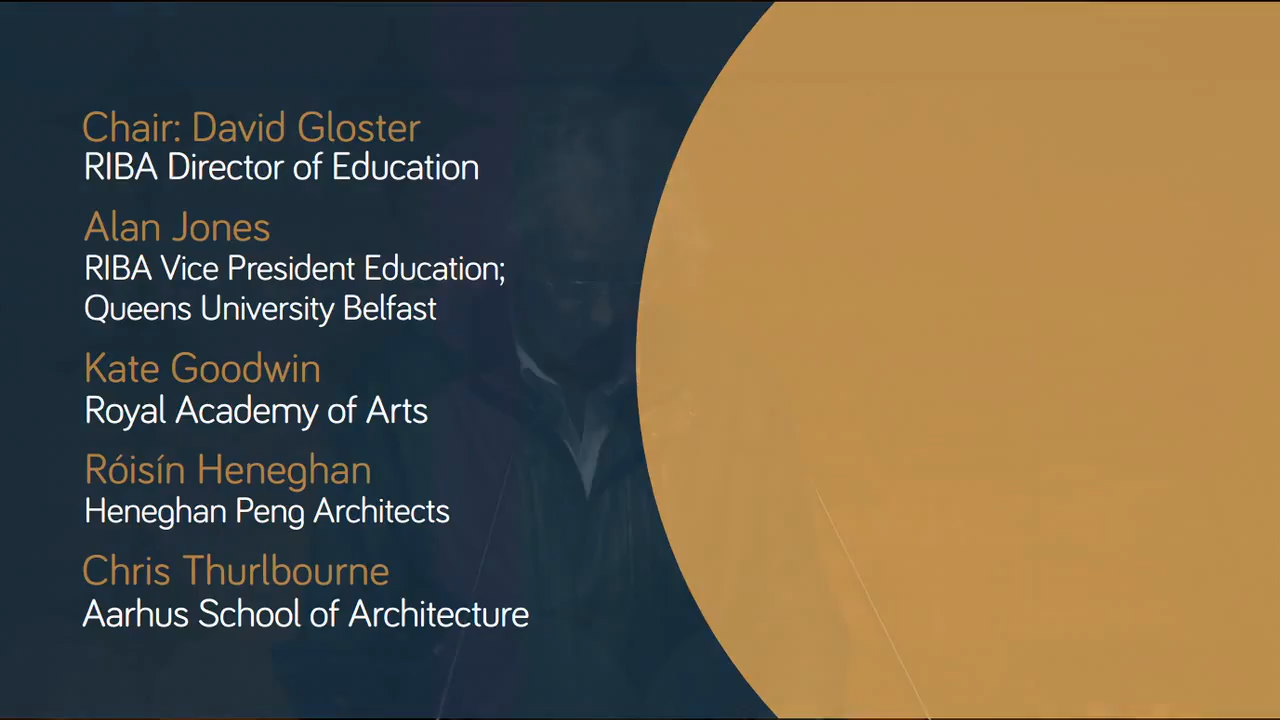 Chair: David Gloster
RIBA Director of Education
Alan Jones
RIBA Vice President Education;
Queens University Belfast
Kate Goodwin
Royal Academy of Arts
Róisín Heneghan
Heneghan Peng Architects
Chris Thurlbourne
Aarhus School of Architecture